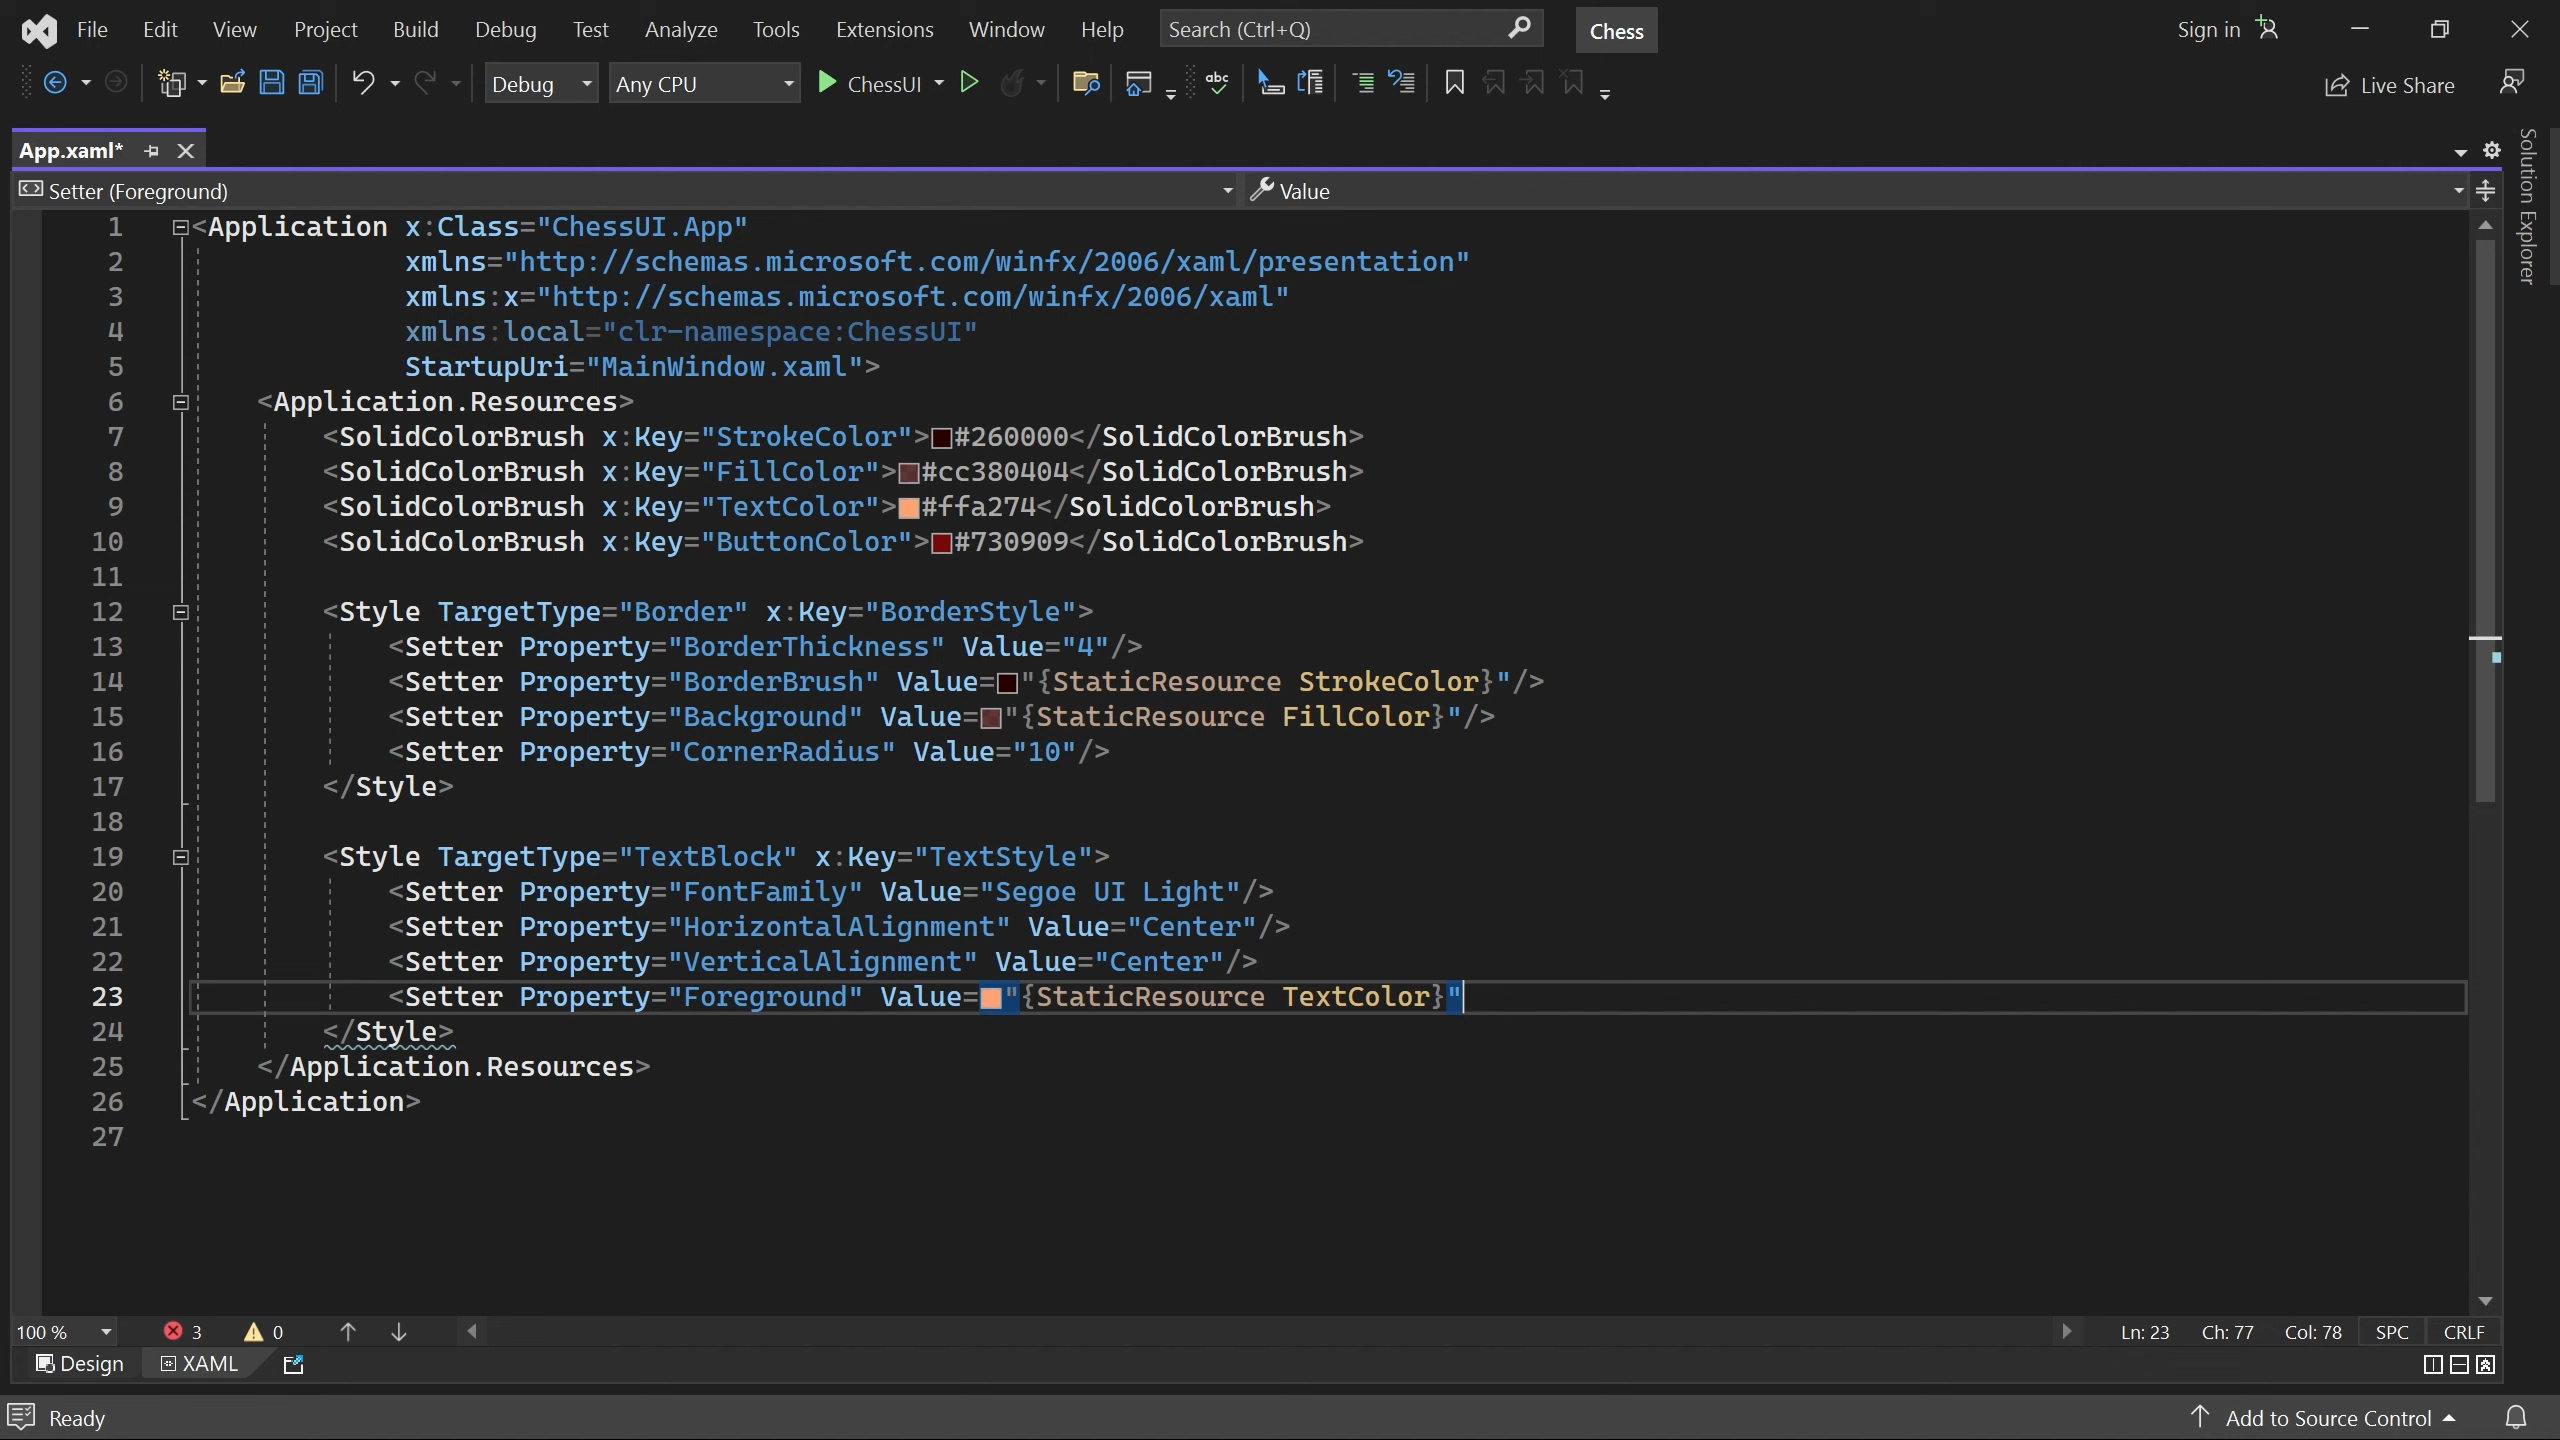 File Edit View Project Build Debug Test Analyze Tools Extensions Window Help Search (Ctrl+Q) Chess Sign in
Debug Any CPU ChessUI abc Live Share
App.xaml*
Setter (Foreground) Value
Solution Explorer
1 <Application x:Class="ChessUI.App"
2 xmlns="http://schemas.microsoft.com/winfx/2006/xaml/presentation"
3 xmlns:x="http://schemas.microsoft.com/winfx/2006/xaml"
4 xmlns:local="clr-namespace:ChessUI"
5 StartupUri="MainWindow.xaml">
6 <Application.Resources>
7 <SolidColorBrush x:Key="StrokeColor">#260000</SolidColorBrush>
8 <SolidColorBrush x:Key="FillColor">#cc380404</SolidColorBrush>
9 <SolidColorBrush x:Key="TextColor">#ffa274</SolidColorBrush>
10 <SolidColorBrush x:Key="ButtonColor">#730909</SolidColorBrush>
11
12 <Style TargetType="Border" x:Key="BorderStyle">
13 <Setter Property="BorderThickness" Value="4"/>
14 <Setter Property="BorderBrush" Value="{StaticResource StrokeColor}"/>
15 <Setter Property="Background" Value="{StaticResource FillColor}"/>
16 <Setter Property="CornerRadius" Value="10"/>
17 </Style>
18
19 <Style TargetType="TextBlock" x:Key="TextStyle">
20 <Setter Property="FontFamily" Value="Segoe UI Light"/>
21 <Setter Property="HorizontalAlignment" Value="Center"/>
22 <Setter Property="VerticalAlignment" Value="Center"/>
23 <Setter Property="Foreground" Value="{StaticResource TextColor}"
24 </Style>
25 </Application.Resources>
26 </Application>
27
100 % 3 0 Ln: 23 Ch: 77 Col: 78 SPC CRLF
Design XAML
Ready Add to Source Control